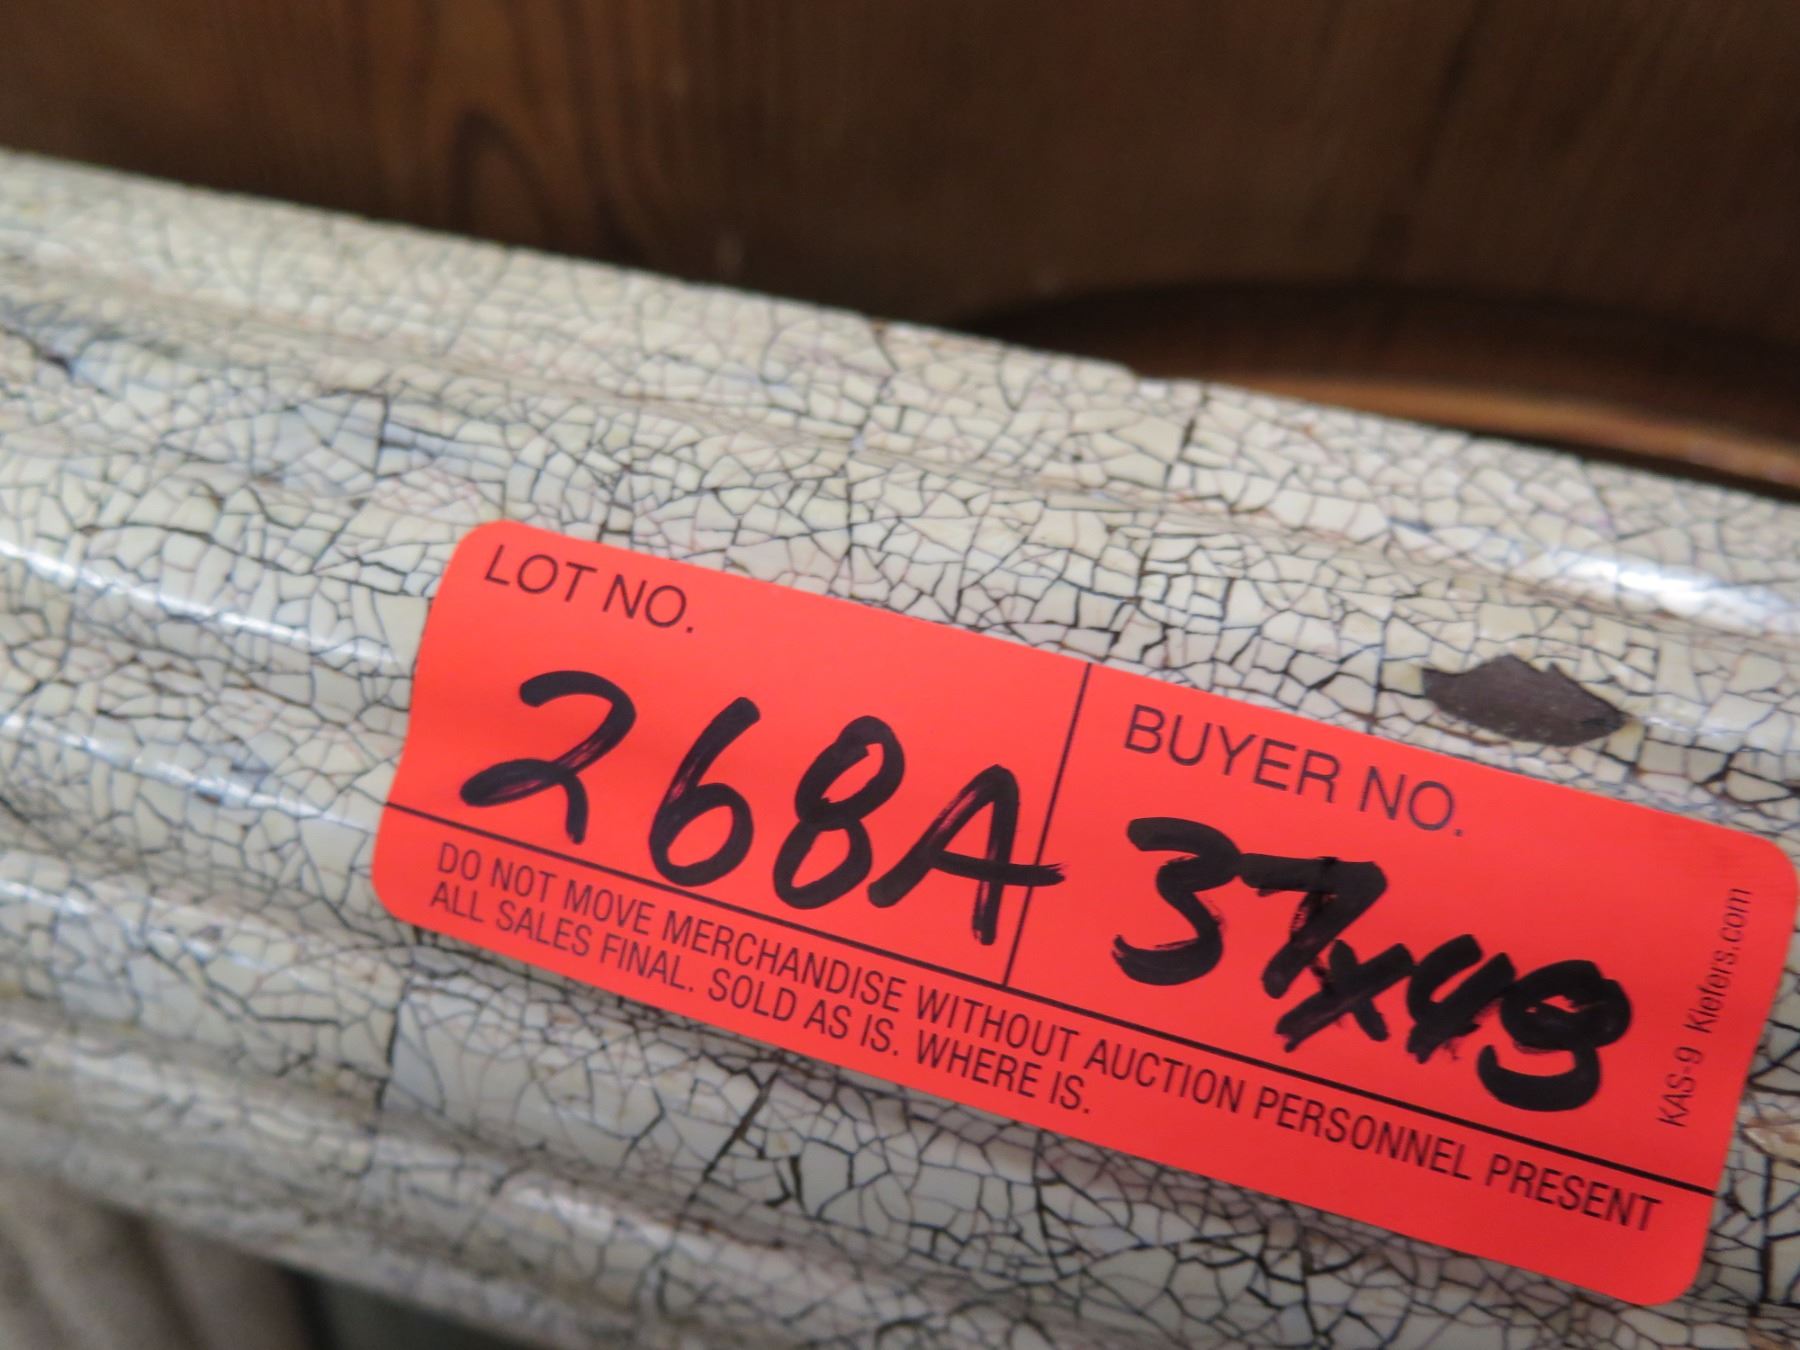 LOT NO.
268A
BUYER NO.
37x48
DO NOT MOVE MERCHANDISE WITHOUT AUCTION PERSONNEL PRESENT
ALL SALES FINAL. SOLD AS IS. WHERE IS.
KAS-9 Kiefers.com